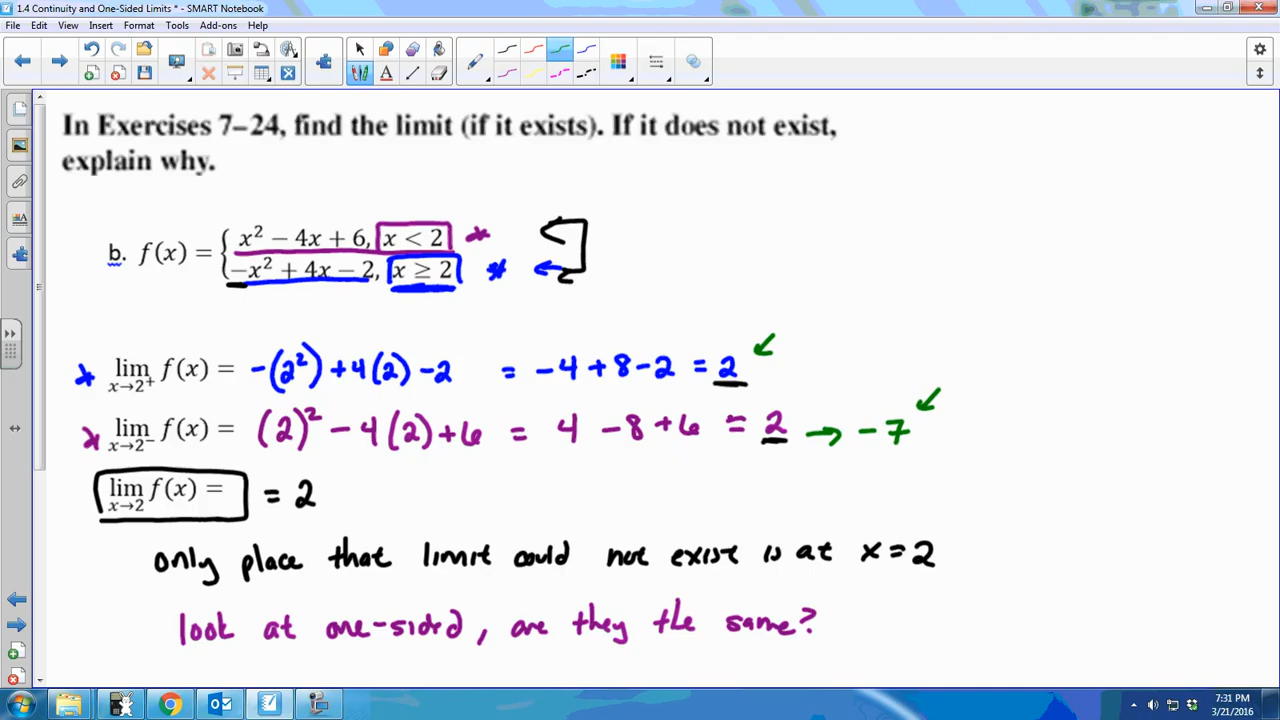 1.4 Continuity and One-Sided Limits * - SMART Notebook
File Edit View Insert Format Tools Add-ons Help
In Exercises 7–24, find the limit (if it exists). If it does not exist,
explain why.
b. f(x) = { x² − 4x + 6, x < 2 *
−x² + 4x − 2, x ≥ 2 * ←
* lim x→2⁺ f(x) = -(2²) + 4(2) - 2 = -4 + 8 - 2 = 2 ↙
* lim x→2⁻ f(x) = (2)² - 4(2) + 6 = 4 - 8 + 6 = 2 → -7 ↙
lim x→2 f(x) = = 2
only place that limit could not exist is at x = 2
look at one-sided, are they the same?
7:31 PM
3/21/2016